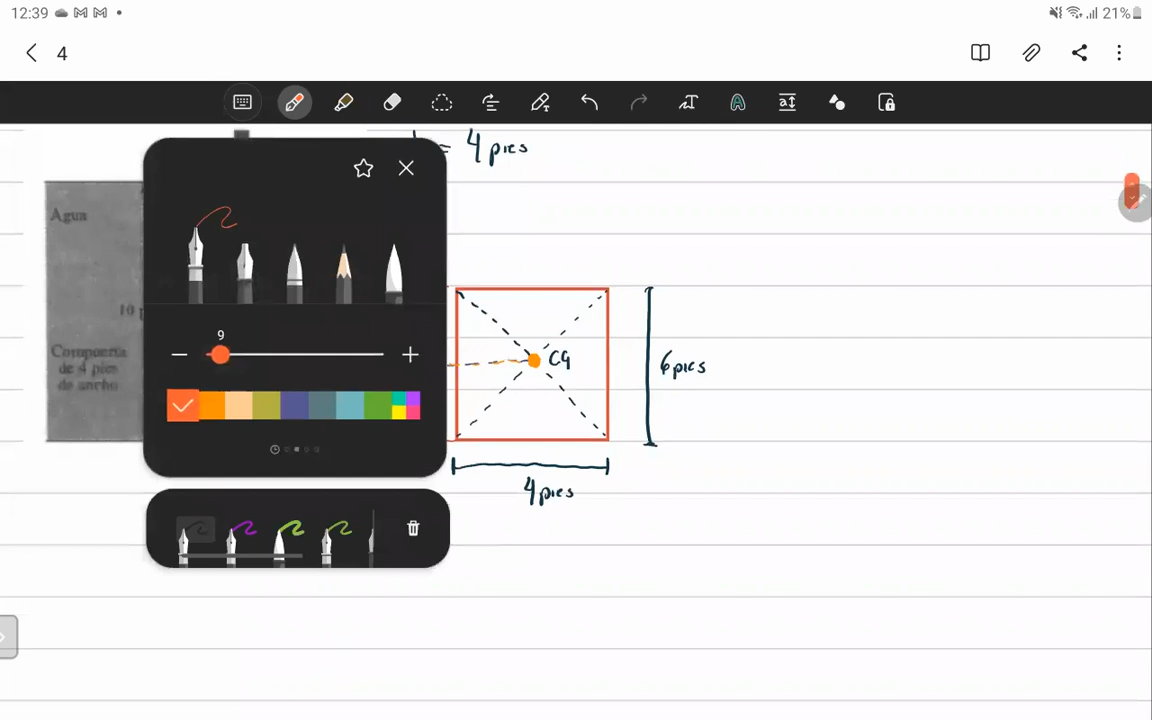 12:39
21%
4
= 4 pies
Agua
10
Compuerta
de 4 pies
de ancho
9
CG
6 pies
4 pies